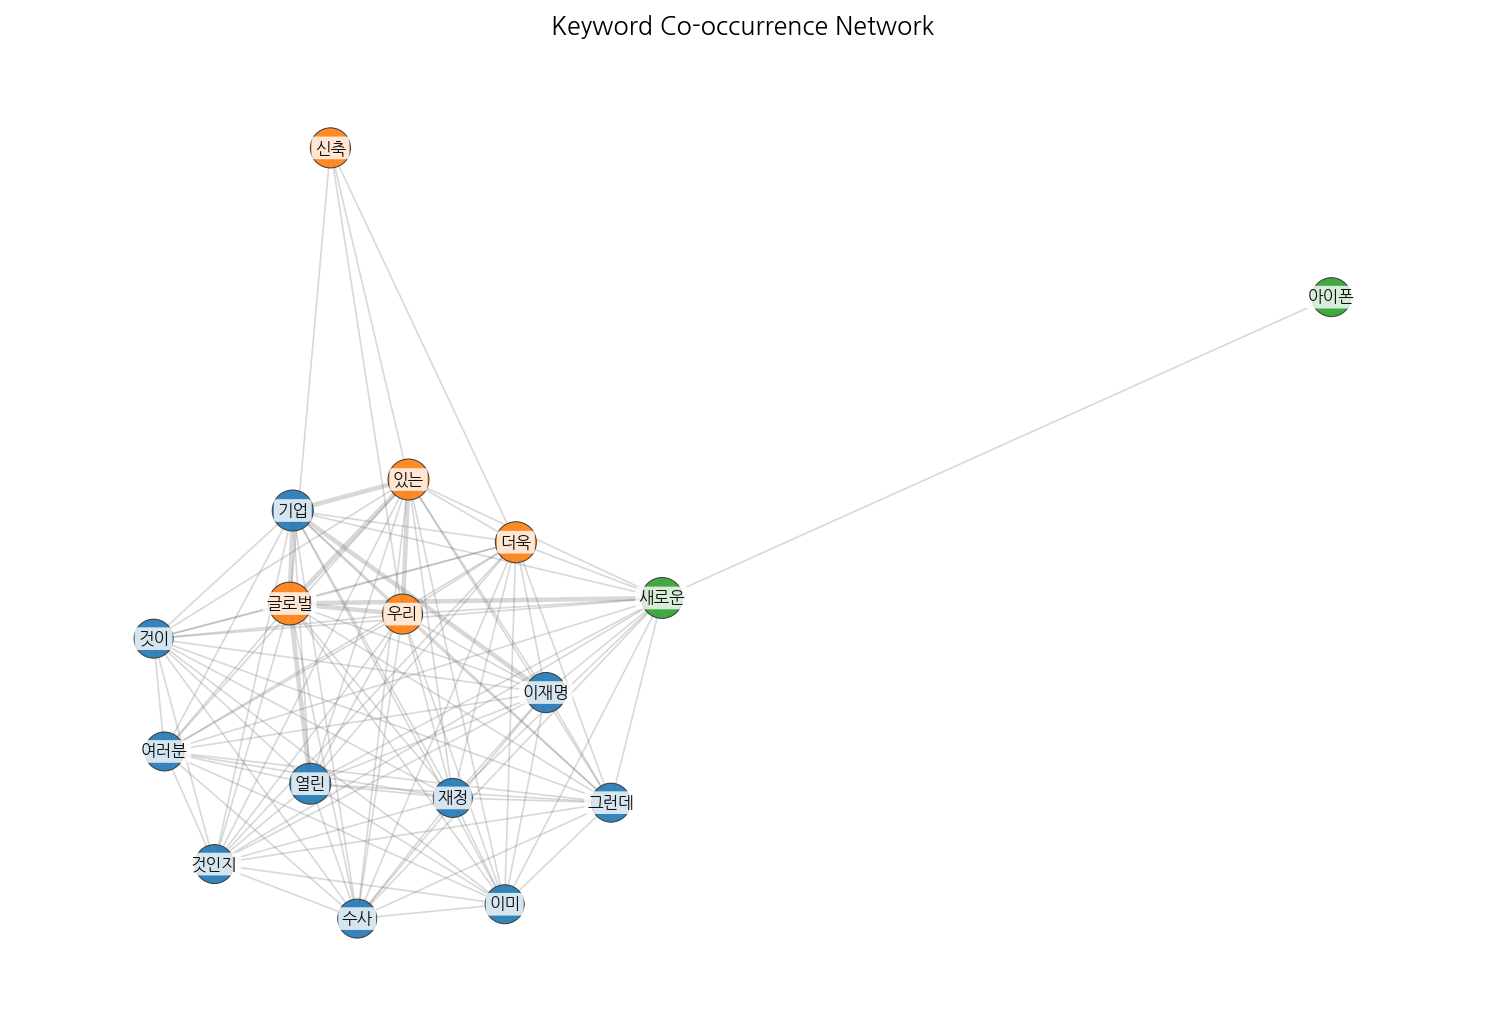 Keyword Co-occurrence Network
신축
아이폰
있는
기업
더욱
새로운
글로벌
우리
것이
이재명
여러분
열린
재정
그런데
것인지
이미
수사